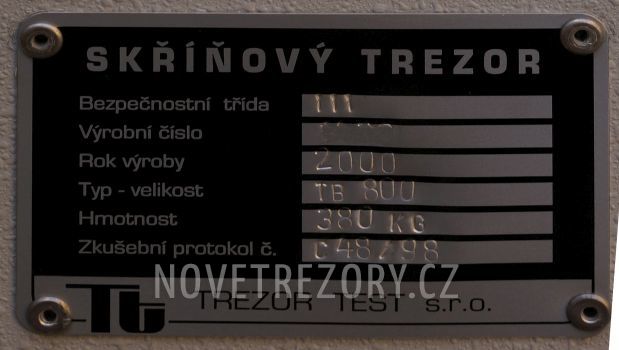 SKŘÍŇOVÝ TREZOR
Bezpečnostní třída III
Výrobní číslo
Rok výroby 2000
Typ - velikost TB 800
Hmotnost 380 KG
Zkušební protokol č. C48/98
NOVETREZORY.CZ
Tt TREZOR TEST s.r.o.